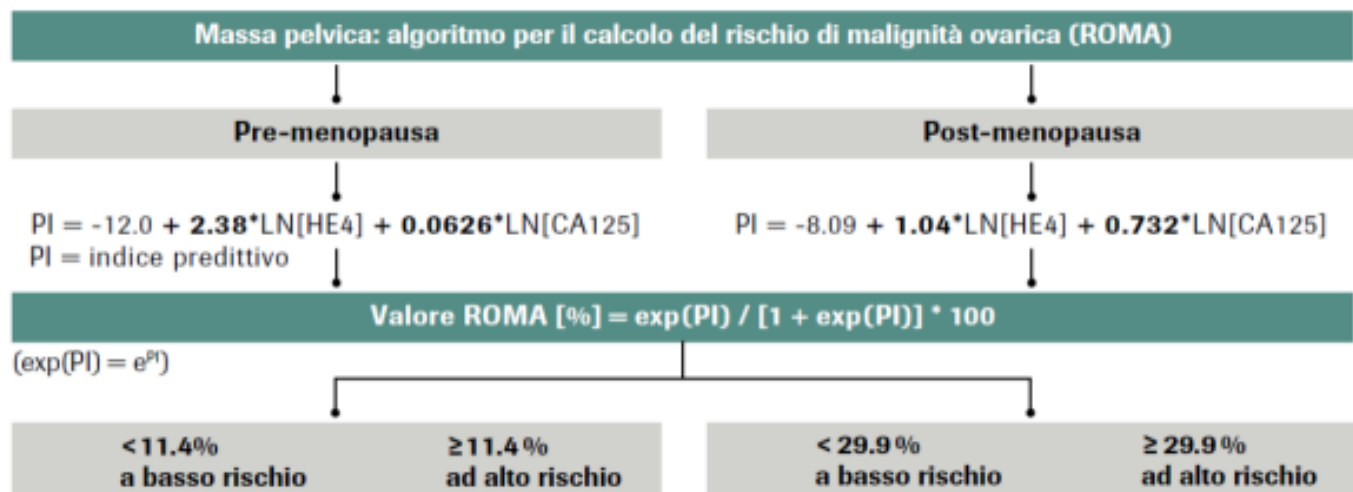 Massa pelvica: algoritmo per il calcolo del rischio di malignità ovarica (ROMA)
Pre-menopausa
Post-menopausa
PI = -12.0 + 2.38*LN[HE4] + 0.0626*LN[CA125]
PI = indice predittivo
PI = -8.09 + 1.04*LN[HE4] + 0.732*LN[CA125]
Valore ROMA [%] = exp(PI) / [1 + exp(PI)] * 100
(exp(PI) = e^PI)
<11.4%
a basso rischio
≥11.4%
ad alto rischio
< 29.9%
a basso rischio
≥ 29.9%
ad alto rischio